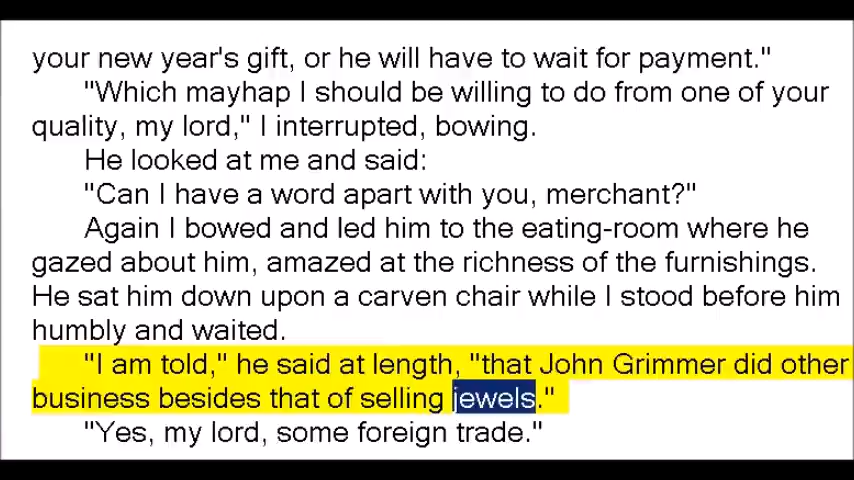 your new year's gift, or he will have to wait for payment."
"Which mayhap I should be willing to do from one of your
quality, my lord," I interrupted, bowing.
He looked at me and said:
"Can I have a word apart with you, merchant?"
Again I bowed and led him to the eating-room where he
gazed about him, amazed at the richness of the furnishings.
He sat him down upon a carven chair while I stood before him
humbly and waited.
"I am told," he said at length, "that John Grimmer did other
business besides that of selling jewels."
"Yes, my lord, some foreign trade."